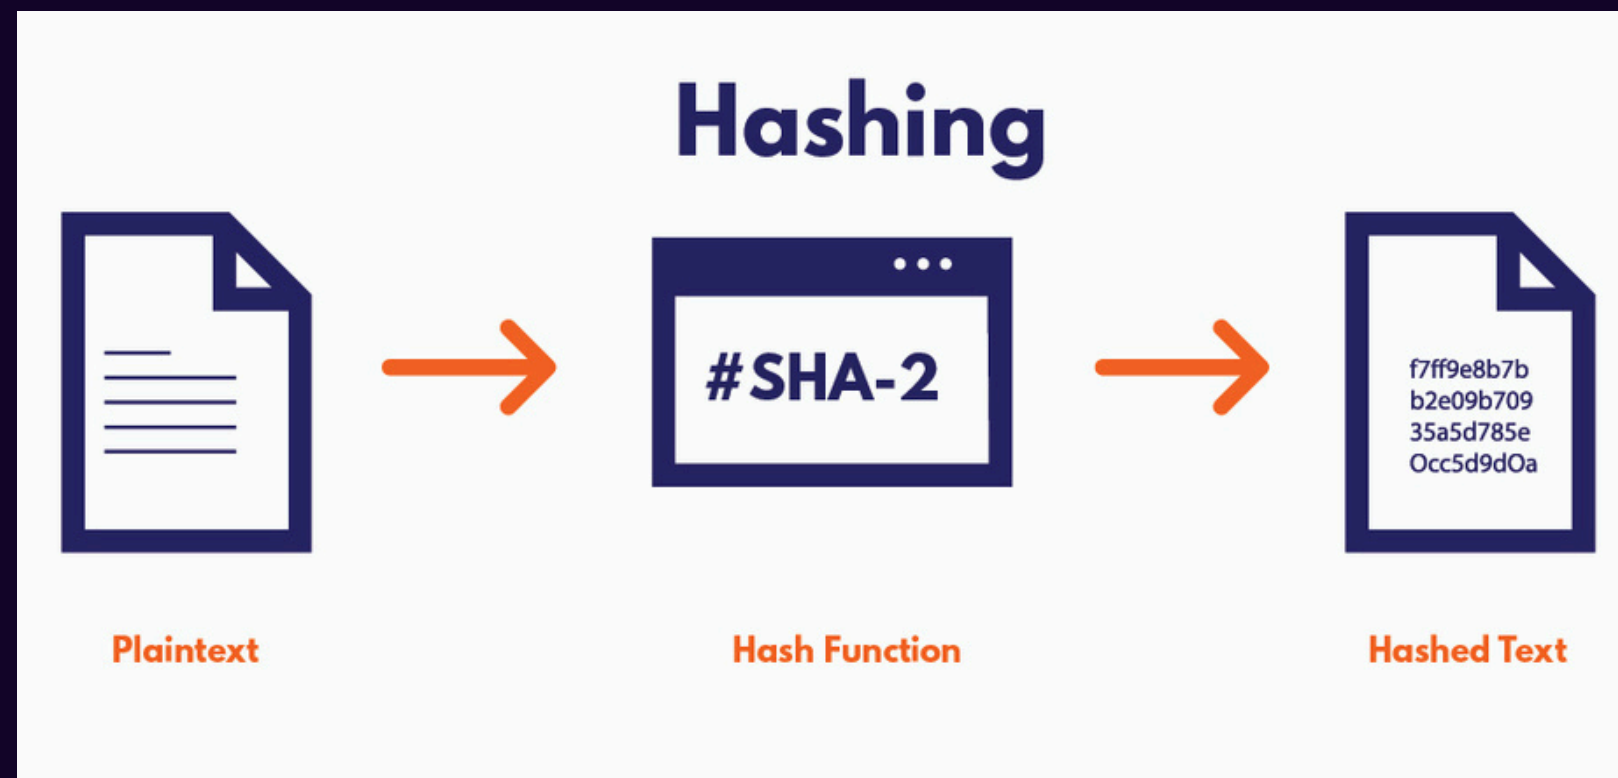 Hashing
#SHA-2
f7ff9e8b7b
b2e09b709
35a5d785e
Occ5d9dOa
Plaintext
Hash Function
Hashed Text